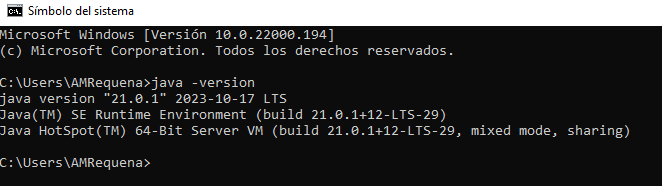 Símbolo del sistema
Microsoft Windows [Versión 10.0.22000.194]
(c) Microsoft Corporation. Todos los derechos reservados.
C:\Users\AMRequena>java -version
java version "21.0.1" 2023-10-17 LTS
Java(TM) SE Runtime Environment (build 21.0.1+12-LTS-29)
Java HotSpot(TM) 64-Bit Server VM (build 21.0.1+12-LTS-29, mixed mode, sharing)
C:\Users\AMRequena>